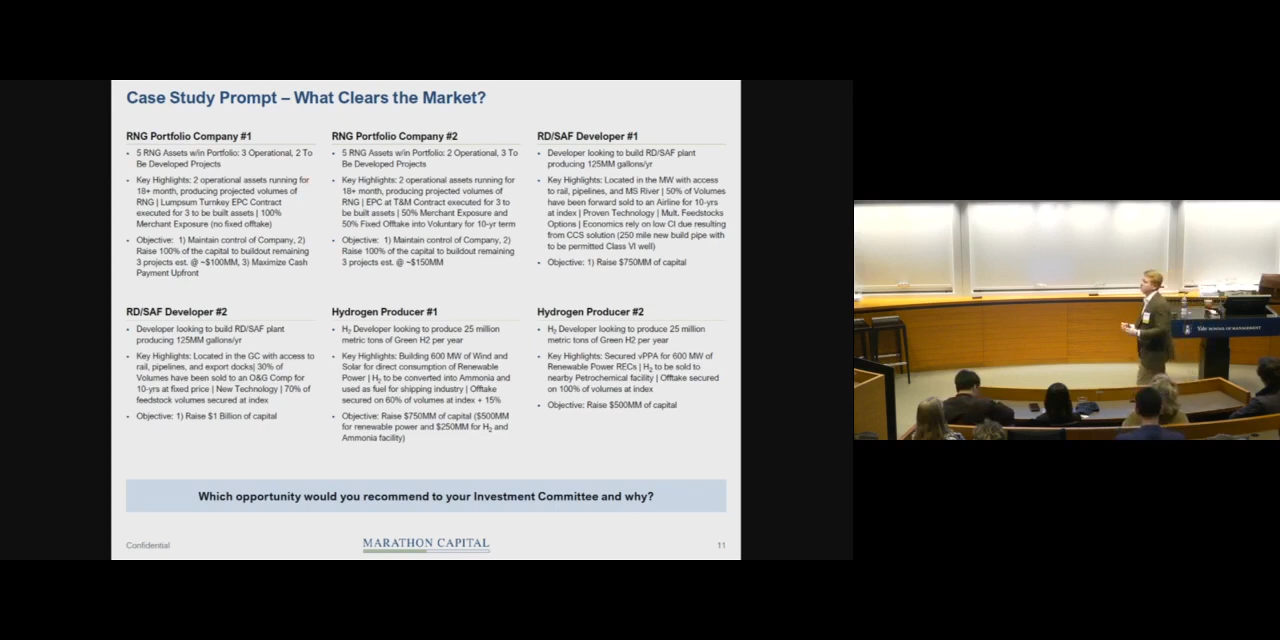 Case Study Prompt – What Clears the Market?
RNG Portfolio Company #1
• 5 RNG Assets w/in Portfolio: 3 Operational, 2 To
Be Developed Projects
• Key Highlights: 2 operational assets running for
18+ month, producing projected volumes of
RNG | Lumpsum Turnkey EPC Contract
executed for 3 to be built assets | 100%
Merchant Exposure (no fixed offtake)
• Objective: 1) Maintain control of Company, 2)
Raise 100% of the capital to buildout remaining
3 projects est. @ ~$100MM, 3) Maximize Cash
Payment Upfront
RNG Portfolio Company #2
• 5 RNG Assets w/in Portfolio: 2 Operational, 3 To
Be Developed Projects
• Key Highlights: 2 operational assets running for
18+ month, producing projected volumes of
RNG | EPC at T&M Contract executed for 3 to
be built assets | 50% Merchant Exposure and
50% Fixed Offtake into Voluntary for 10-yr term
• Objective: 1) Maintain control of Company, 2)
Raise 100% of the capital to buildout remaining
3 projects est. @ ~$150MM
RD/SAF Developer #1
• Developer looking to build RD/SAF plant
producing 125MM gallons/yr
• Key Highlights: Located in the MW with access
to rail, pipelines, and MS River | 50% of Volumes
have been forward sold to an Airline for 10-yrs
at index | Proven Technology | Mult. Feedstocks
Options | Economics rely on low CI due resulting
from CCS solution (250 mile new build pipe with
to be permitted Class VI well)
• Objective: 1) Raise $750MM of capital
RD/SAF Developer #2
• Developer looking to build RD/SAF plant
producing 125MM gallons/yr
• Key Highlights: Located in the GC with access to
rail, pipelines, and export docks| 30% of
Volumes have been sold to an O&G Comp for
10-yrs at fixed price | New Technology | 70% of
feedstock volumes secured at index
• Objective: 1) Raise $1 Billion of capital
Hydrogen Producer #1
• H2 Developer looking to produce 25 million
metric tons of Green H2 per year
• Key Highlights: Building 600 MW of Wind and
Solar for direct consumption of Renewable
Power | H2 to be converted into Ammonia and
used as fuel for shipping industry | Offtake
secured on 60% of volumes at index + 15%
• Objective: Raise $750MM of capital ($500MM
for renewable power and $250MM for H2 and
Ammonia facility)
Hydrogen Producer #2
• H2 Developer looking to produce 25 million
metric tons of Green H2 per year
• Key Highlights: Secured vPPA for 600 MW of
Renewable Power RECs | H2 to be sold to
nearby Petrochemical facility | Offtake secured
on 100% of volumes at index
• Objective: Raise $500MM of capital
Which opportunity would you recommend to your Investment Committee and why?
Confidential
MARATHON CAPITAL
11
Yale SCHOOL OF MANAGEMENT